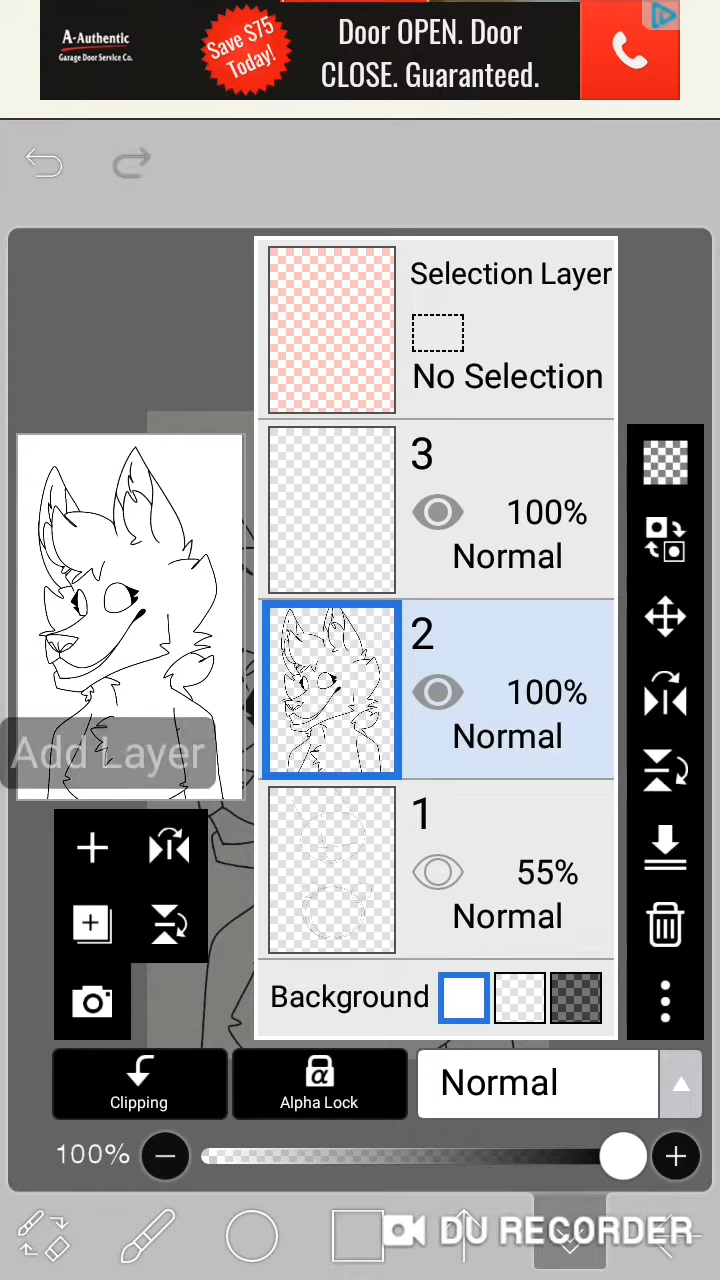 A-Authentic
Garage Door Service Co.
Save $75
Today!
Door OPEN. Door
CLOSE. Guaranteed.
Selection Layer
No Selection
3
100%
Normal
2
100%
Normal
Add Layer
1
55%
Normal
Background
Clipping
α
Alpha Lock
Normal
100%
DU RECORDER